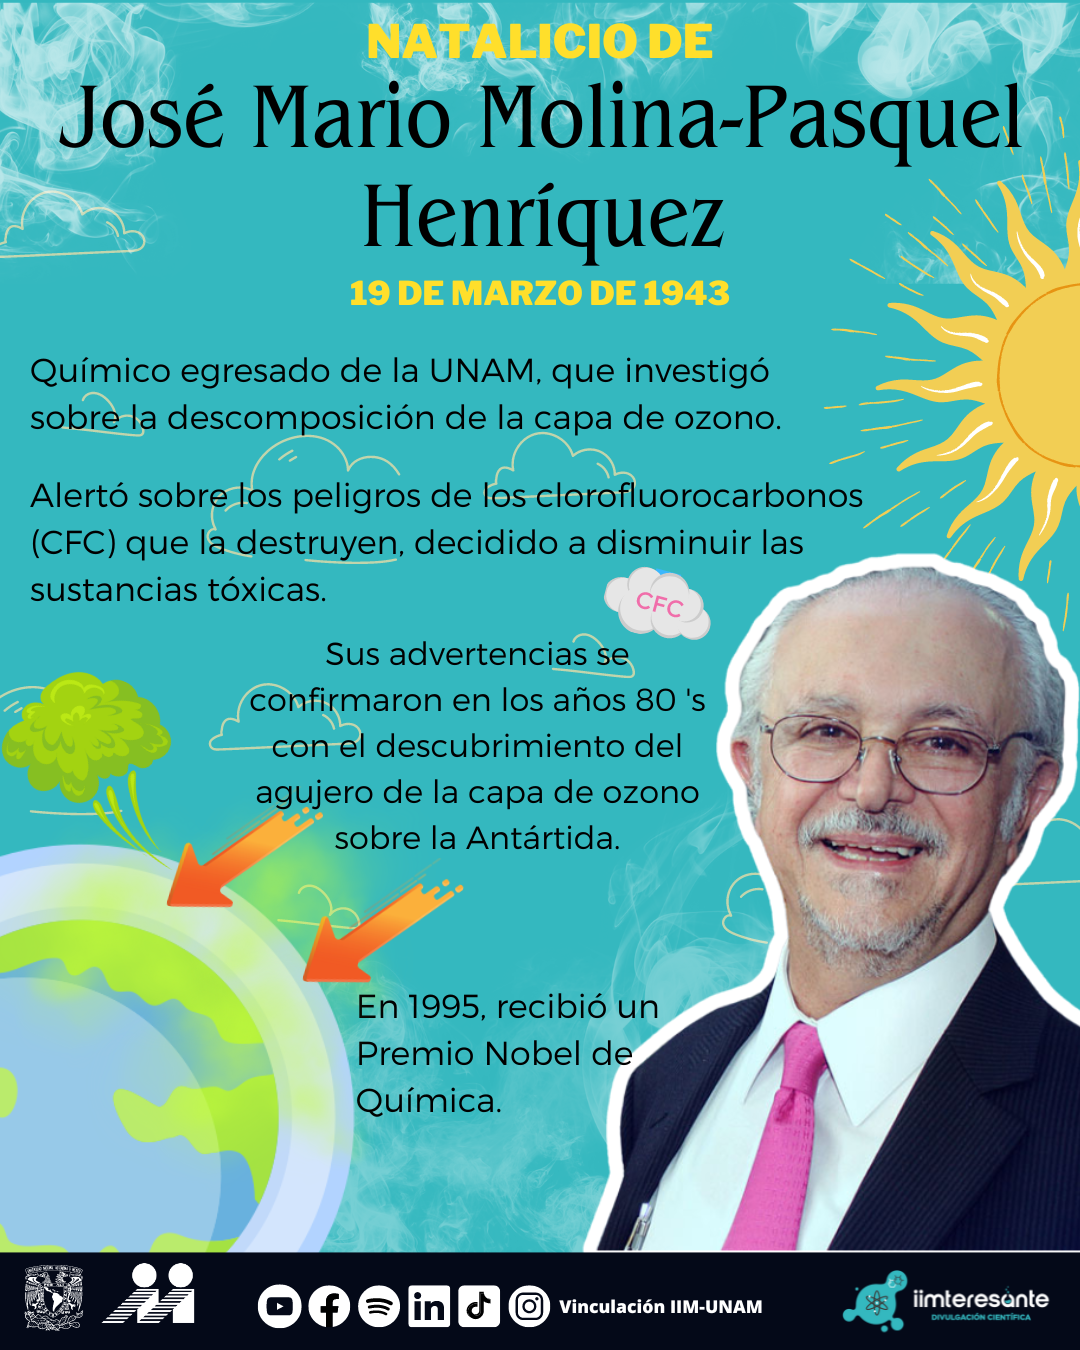 NATALICIO DE
José Mario Molina-Pasquel
Henríquez
19 DE MARZO DE 1943
Químico egresado de la UNAM, que investigó
sobre la descomposición de la capa de ozono.
Alertó sobre los peligros de los clorofluorocarbonos
(CFC) que la destruyen, decidido a disminuir las
sustancias tóxicas.
CFC
Sus advertencias se
confirmaron en los años 80 's
con el descubrimiento del
agujero de la capa de ozono
sobre la Antártida.
En 1995, recibió un
Premio Nobel de
Química.
Vinculación IIM-UNAM
iimteresante
DIVULGACIÓN CIENTÍFICA